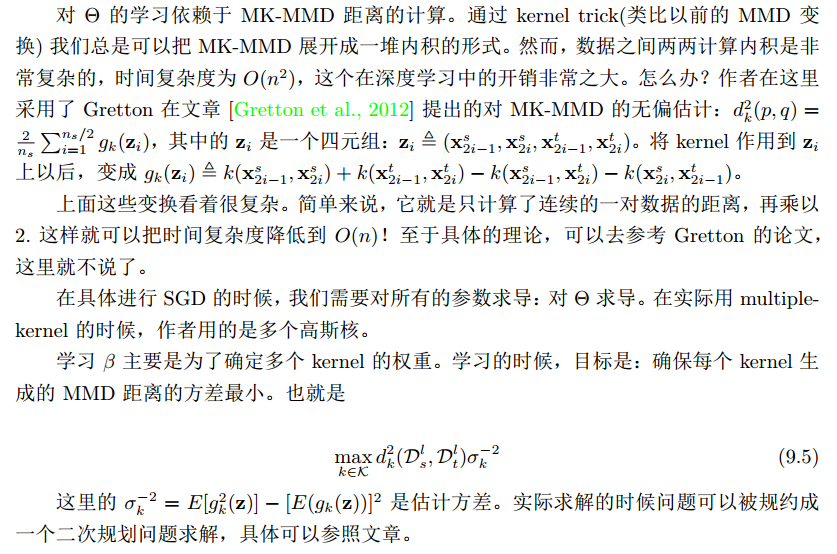 对 Θ 的学习依赖于 MK-MMD 距离的计算。通过 kernel trick(类比以前的 MMD 变
换) 我们总是可以把 MK-MMD 展开成一堆内积的形式。然而，数据之间两两计算内积是非
常复杂的，时间复杂度为 O(n²)，这个在深度学习中的开销非常之大。怎么办？作者在这里
采用了 Gretton 在文章 [Gretton et al., 2012] 提出的对 MK-MMD 的无偏估计：$d_k^2(p, q) =$
$\frac{2}{n_s} \sum_{i=1}^{n_s/2} g_k(\mathbf{z}_i)$，其中的 $\mathbf{z}_i$ 是一个四元组：$\mathbf{z}_i \triangleq (\mathbf{x}_{2i-1}^s, \mathbf{x}_{2i}^s, \mathbf{x}_{2i-1}^t, \mathbf{x}_{2i}^t)$。将 kernel 作用到 $\mathbf{z}_i$
上以后，变成 $g_k(\mathbf{z}_i) \triangleq k(\mathbf{x}_{2i-1}^s, \mathbf{x}_{2i}^s) + k(\mathbf{x}_{2i-1}^t, \mathbf{x}_{2i}^t) - k(\mathbf{x}_{2i-1}^s, \mathbf{x}_{2i}^t) - k(\mathbf{x}_{2i}^s, \mathbf{x}_{2i-1}^t)$。
上面这些变换看着很复杂。简单来说，它就是只计算了连续的一对数据的距离，再乘以
2. 这样就可以把时间复杂度降低到 O(n)！至于具体的理论，可以去参考 Gretton 的论文，
这里就不说了。
在具体进行 SGD 的时候，我们需要对所有的参数求导：对 Θ 求导。在实际用 multiple-
kernel 的时候，作者用的是多个高斯核。
学习 β 主要是为了确定多个 kernel 的权重。学习的时候，目标是：确保每个 kernel 生
成的 MMD 距离的方差最小。也就是
$\max_{k \in \mathcal{K}} d_k^2(\mathcal{D}_s^l, \mathcal{D}_t^l)\sigma_k^{-2}$ (9.5)
这里的 $\sigma_k^{-2} = E[g_k^2(\mathbf{z})] - [E(g_k(\mathbf{z}))]^2$ 是估计方差。实际求解的时候问题可以被规约成
一个二次规划问题求解，具体可以参照文章。